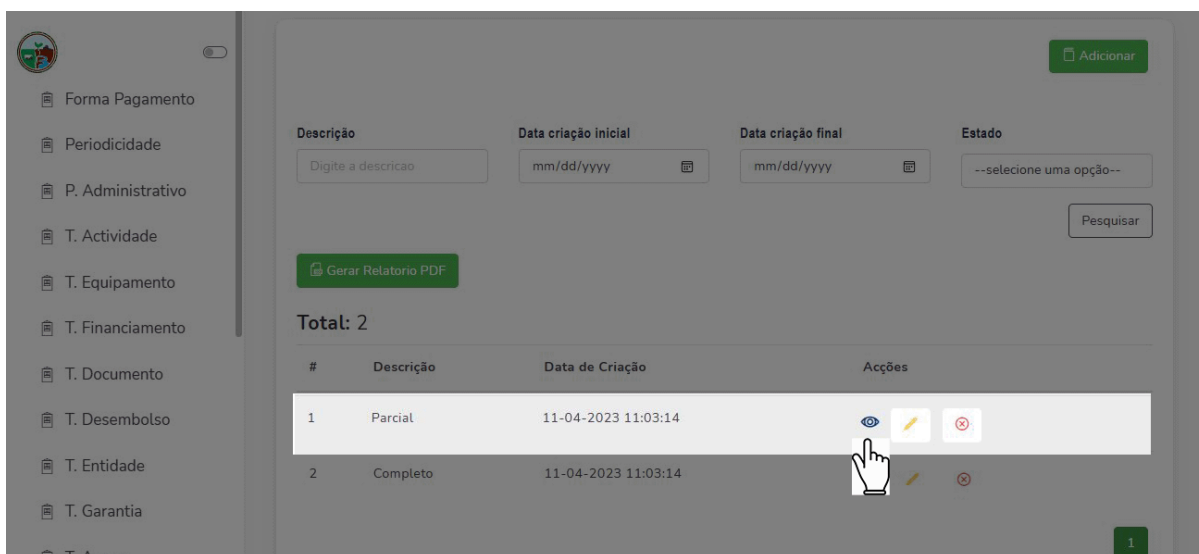 Adicionar
Forma Pagamento
Periodicidade
P. Administrativo
T. Actividade
T. Equipamento
T. Financiamento
T. Documento
T. Desembolso
T. Entidade
T. Garantia
Descrição Data criação inicial Data criação final Estado
Digite a descricao mm/dd/yyyy mm/dd/yyyy --selecione uma opção--
Pesquisar
Gerar Relatorio PDF
Total: 2
# Descrição Data de Criação Acções
1 Parcial 11-04-2023 11:03:14
2 Completo 11-04-2023 11:03:14
1